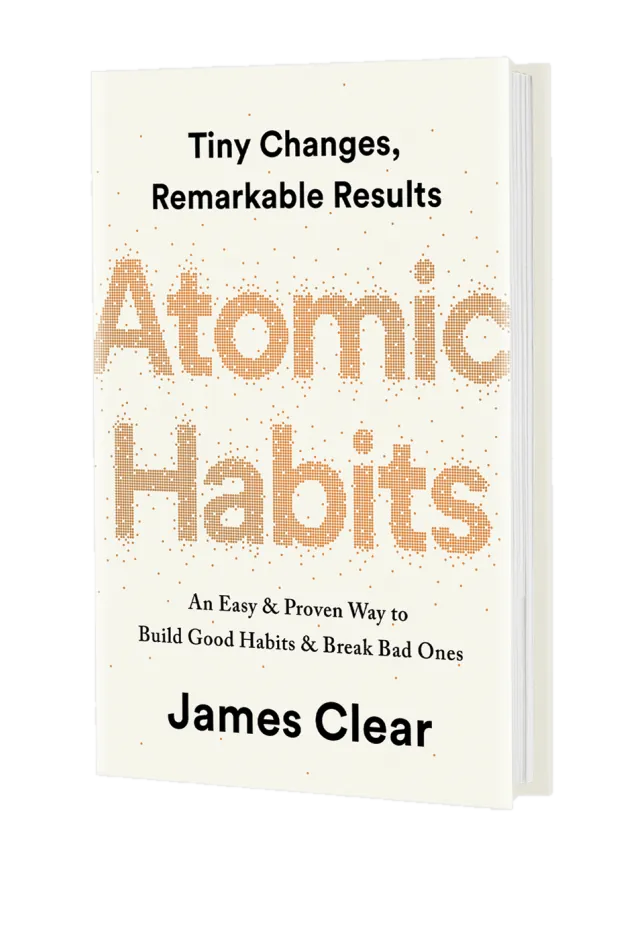 Tiny Changes,
Remarkable Results
Atomic
Habits
An Easy & Proven Way to
Build Good Habits & Break Bad Ones
James Clear